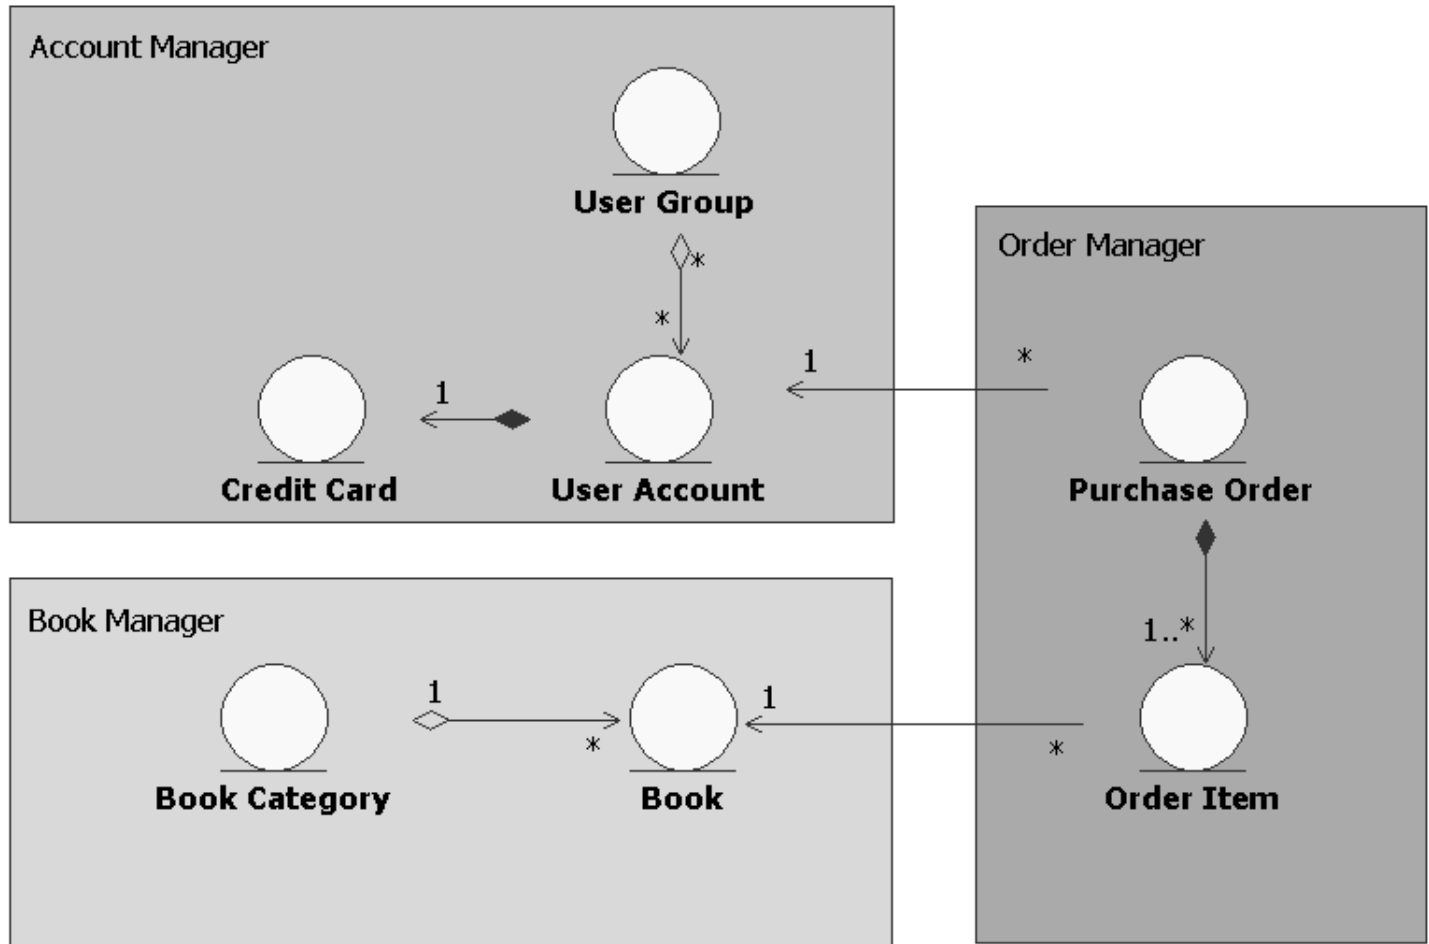 Account Manager
User Group
*
*
Order Manager
1
*
1
Credit Card
User Account
Purchase Order
1..*
Book Manager
1
*
1
*
Book Category
Book
Order Item